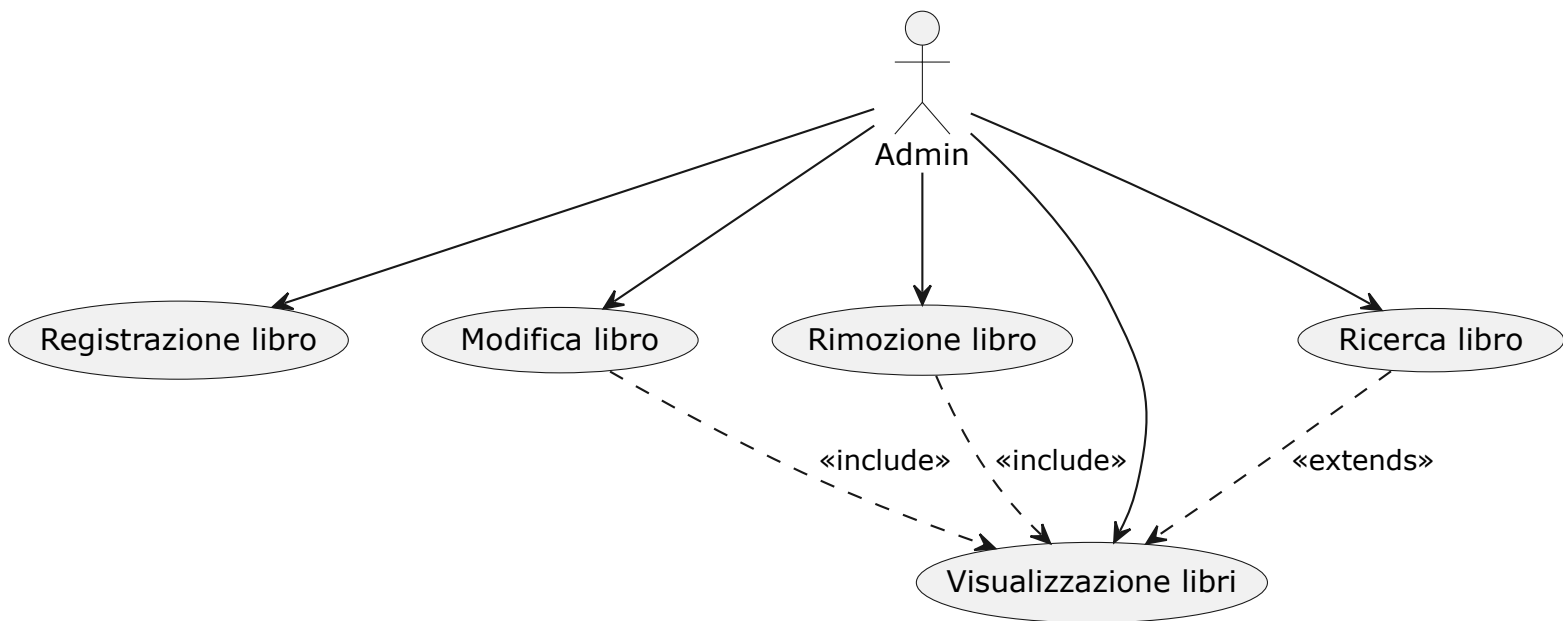 Admin
Registrazione libro
Modifica libro
Rimozione libro
Ricerca libro
«include»
«include»
«extends»
Visualizzazione libri